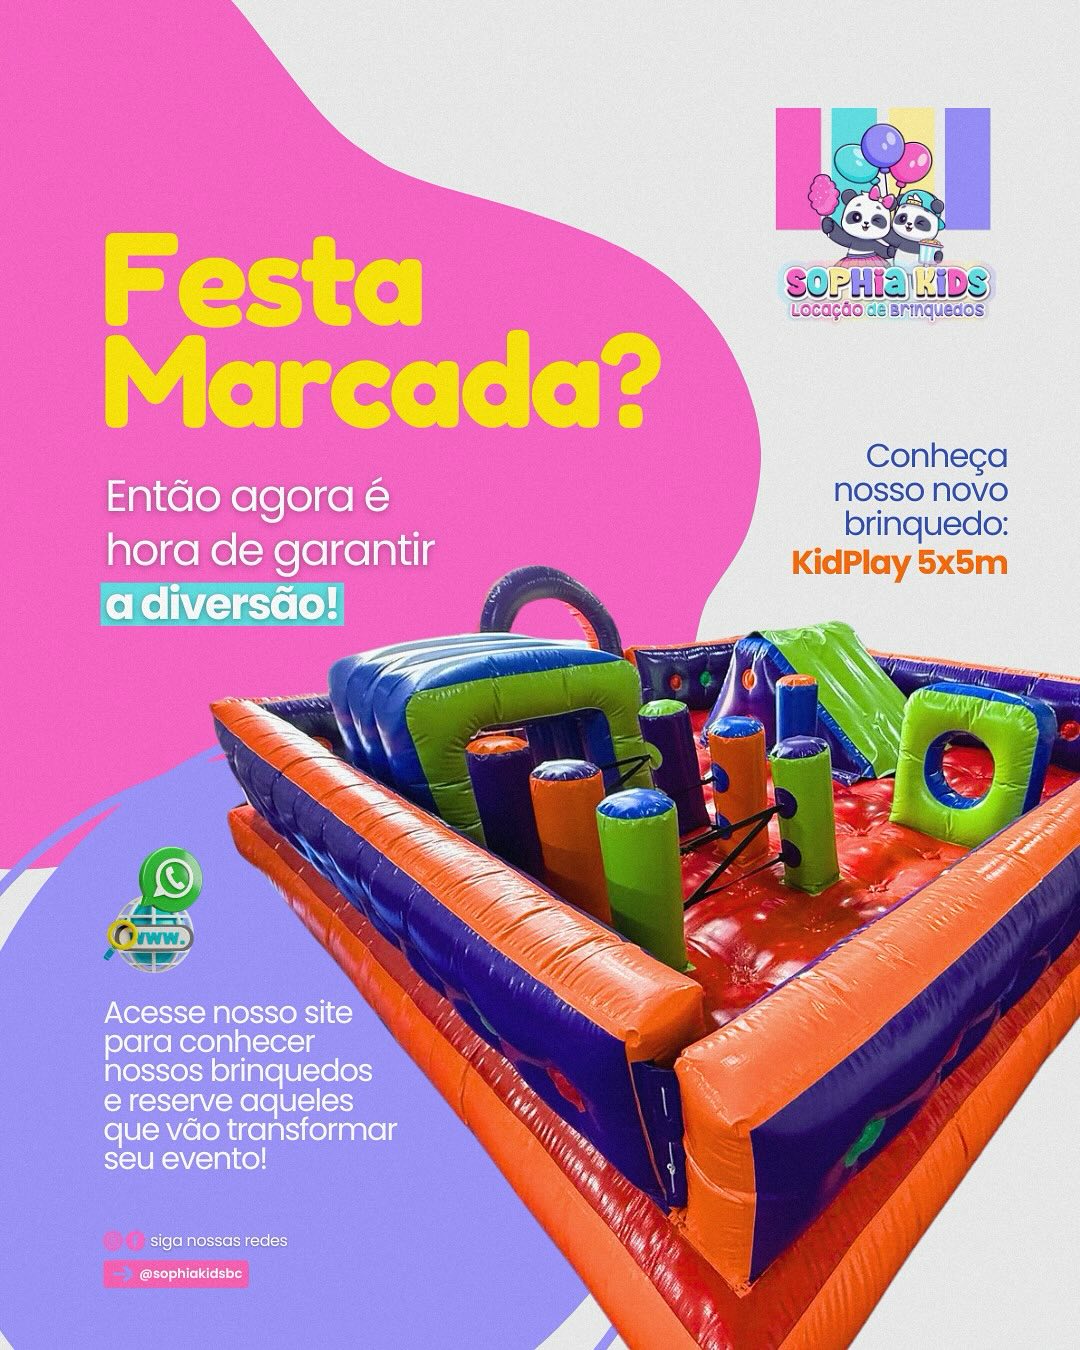 SOPHIA KIDS
LOCAÇÃO DE BRINQUEDOS
Festa
Marcada?
Então agora é
hora de garantir
a diversão!
Conheça
nosso novo
brinquedo:
KidPlay 5x5m
www.
Acesse nosso site
para conhecer
nossos brinquedos
e reserve aqueles
que vão transformar
seu evento!
siga nossas redes
@sophiakidsbc